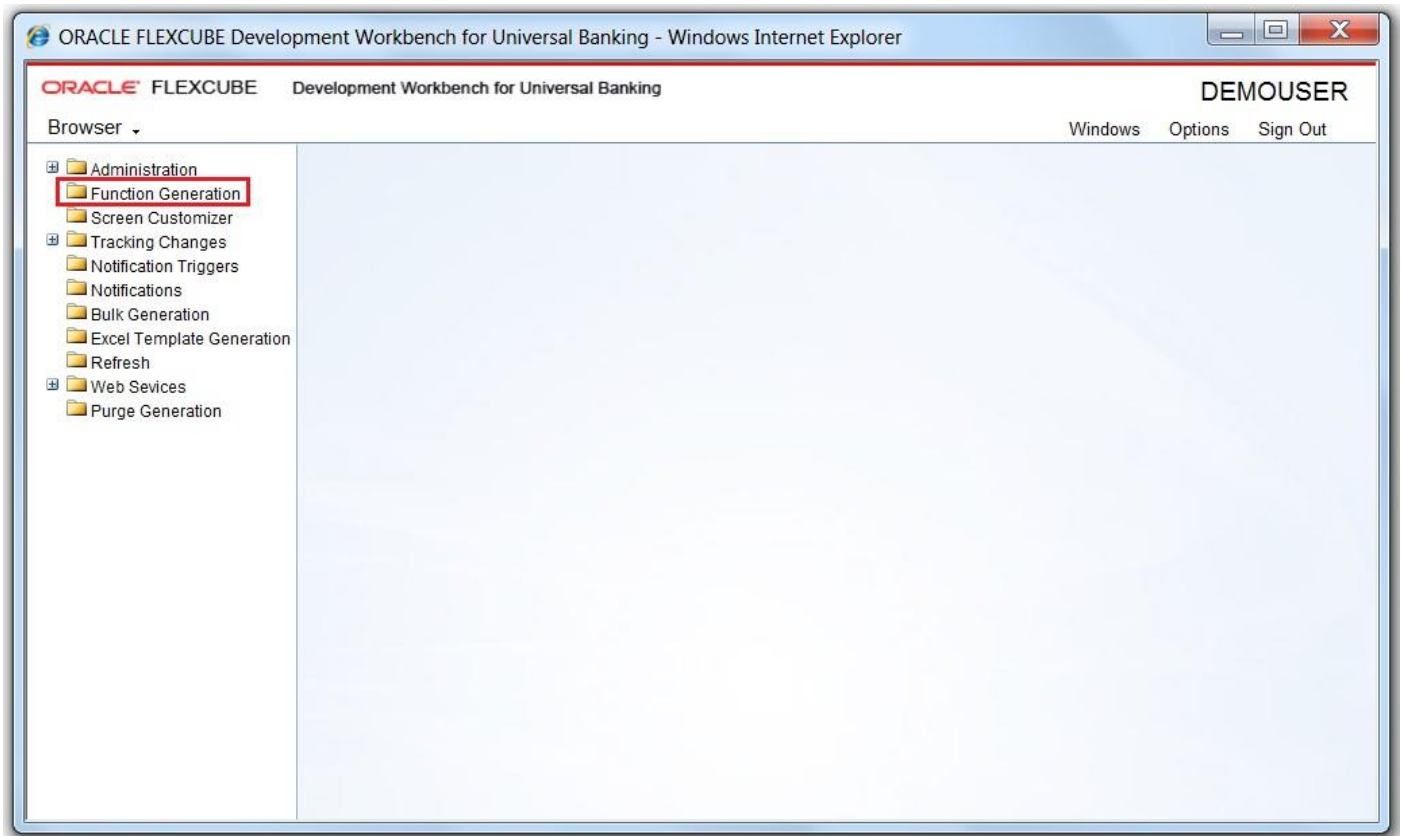 ORACLE FLEXCUBE Development Workbench for Universal Banking - Windows Internet Explorer
ORACLE FLEXCUBE Development Workbench for Universal Banking DEMOUSER
Browser Windows Options Sign Out
Administration
Function Generation
Screen Customizer
Tracking Changes
Notification Triggers
Notifications
Bulk Generation
Excel Template Generation
Refresh
Web Sevices
Purge Generation